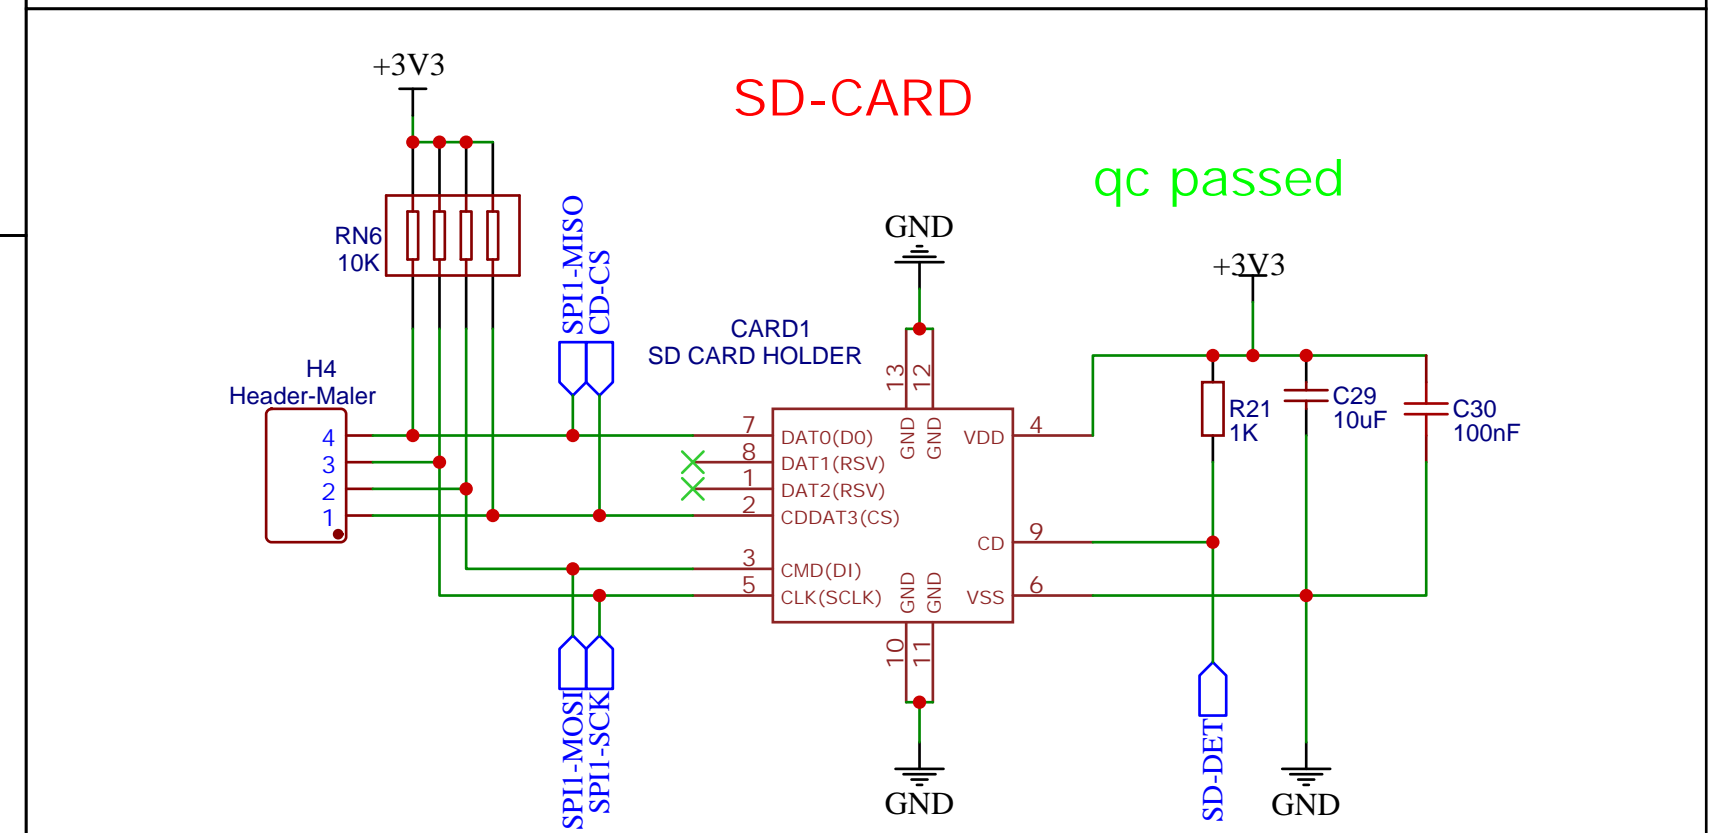 +3V3
SD-CARD
qc passed
RN6
10K
SPI1-MISO
CD-CS
GND
+3V3
CARD1
SD CARD HOLDER
H4
Header-Maler
4
3
2
1
13
12
7
8
1
2
3
5
DAT0(D0)
DAT1(RSV)
DAT2(RSV)
CDDAT3(CS)
CMD(DI)
CLK(SCLK)
GND
GND
VDD
CD
VSS
GND
GND
4
9
6
10
11
R21
1K
C29
10uF
C30
100nF
SPI1-MOSI
SPI1-SCK
GND
SD-DET
GND